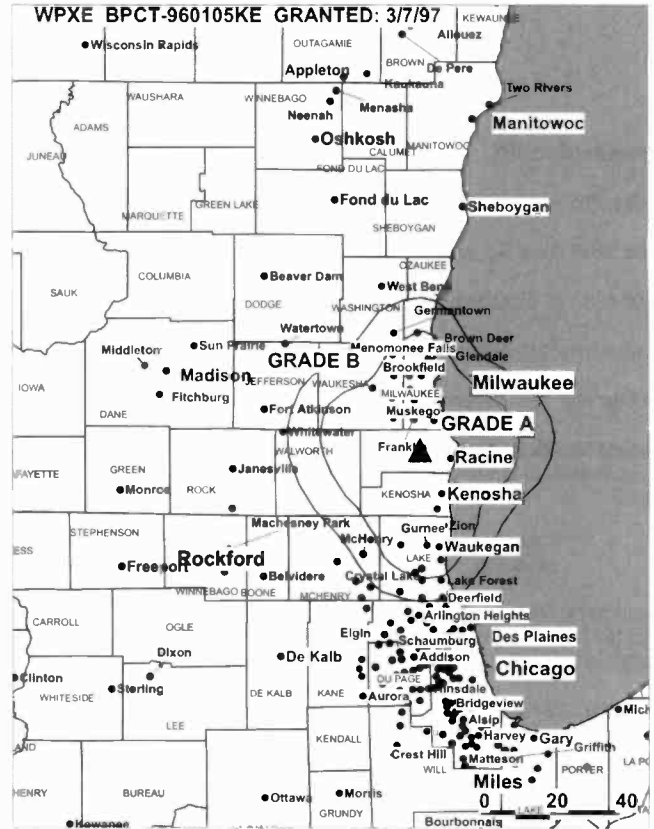 WPXE BPCT-960105KE GRANTED: 3/7/97
KEWAUNEE
Wisconsin Rapids
OUTAGAMIE
Allouez
BROWN
De Pere
Appleton
Kaukauna
WAUSHARA
WINNEBAGO
Menasha
Two Rivers
Neenah
ADAMS
Manitowoc
Oshkosh
MANITOWOC
CALUMET
JUNEAU
FOND DU LAC
Fond du Lac
GREEN LAKE
Sheboygan
MARQUETTE
SHEBOYGAN
OZAUKEE
COLUMBIA
Beaver Dam
West Bend
SAUK
DODGE
WASHINGTON
Germantown
Watertown
Brown Deer
Sun Prairie
Menomonee Falls
Middleton
GRADE B
Glendale
Madison
Brookfield
JEFFERSON
WAUKESHA
Milwaukee
IOWA
Fitchburg
MILWAUKEE
DANE
Fort Atkinson
Muskego
GRADE A
Whitewater
WALWORTH
Racine
Janesville
GREEN
Monroe
ROCK
KENOSHA
Kenosha
Machesney Park
Zion
STEPHENSON
Gurnee
McHenry
Waukegan
Rockford
LAKE
Freeport
Belvidere
Crystal Lake
Lake Forest
WINNEBAGO
BOONE
MCHENRY
Deerfield
CARROLL
OGLE
Arlington Heights
Elgin
Des Plaines
Schaumburg
Dixon
De Kalb
Addison
Chicago
Clinton
DU PAGE
Sterling
WHITESIDE
DE KALB
KANE
Hinsdale
Aurora
Bridgeview
LEE
Alsip
KENDALL
Harvey
Gary
Crest Hill
Matteson
Griffith
WILL
PORTER
Miles
HENRY
BUREAU
Ottawa
Morris
0 20 40
GRUNDY
LAKE
Kewanee
Bourbonnais